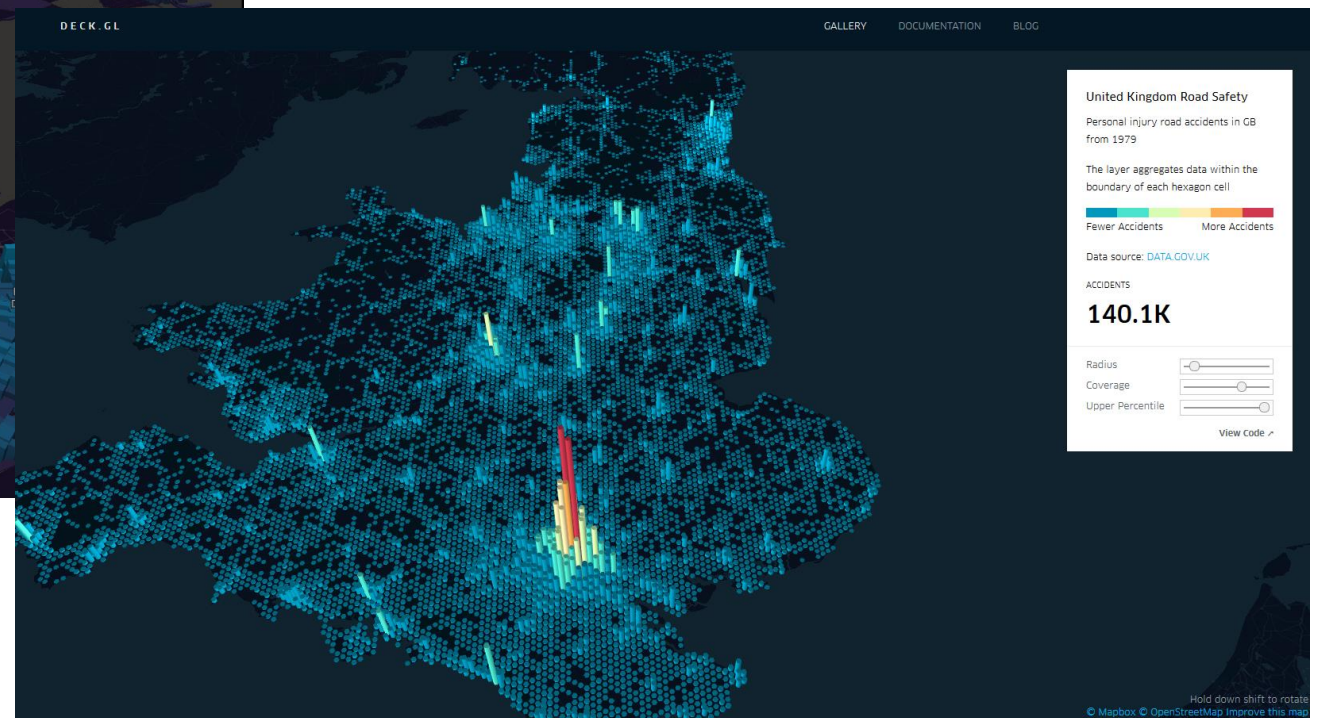 DECK.GL
GALLERY DOCUMENTATION BLOG
United Kingdom Road Safety
Personal injury road accidents in GB
from 1979
The layer aggregates data within the
boundary of each hexagon cell
Fewer Accidents More Accidents
Data source: DATA.GOV.UK
ACCIDENTS
140.1K
Radius
Coverage
Upper Percentile
View Code ↗
Hold down shift to rotate
© Mapbox © OpenStreetMap Improve this map